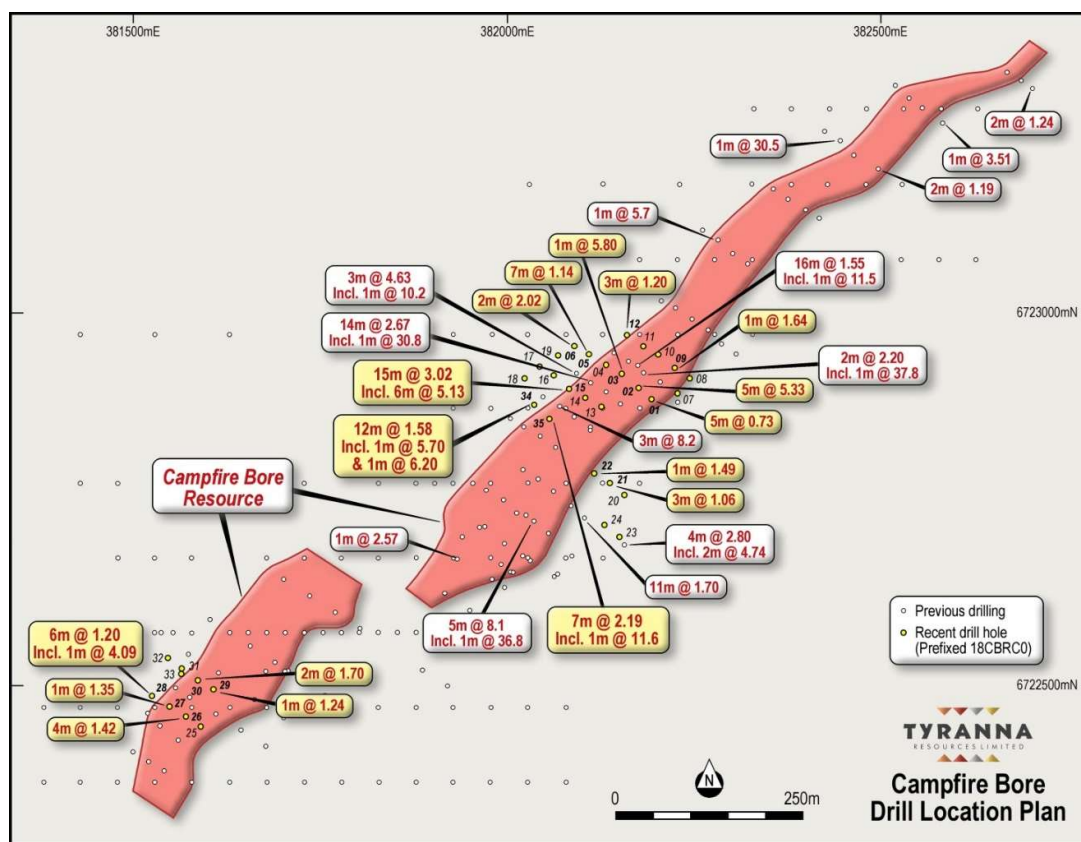 381500mE
382000mE
382500mE
2m @ 1.24
1m @ 30.5
1m @ 3.51
2m @ 1.19
1m @ 5.7
1m @ 5.80
16m @ 1.55
Incl. 1m @ 11.5
3m @ 4.63
Incl. 1m @ 10.2
7m @ 1.14
3m @ 1.20
2m @ 2.02
6723000mN
12
1m @ 1.64
14m @ 2.67
Incl. 1m @ 30.8
11
19
06
05
10
09
17
04
03
2m @ 2.20
Incl. 1m @ 37.8
15m @ 3.02
Incl. 6m @ 5.13
18
16
15
02
08
5m @ 5.33
34
14
13
01
07
5m @ 0.73
12m @ 1.58
Incl. 1m @ 5.70
& 1m @ 6.20
35
3m @ 8.2
22
1m @ 1.49
Campfire Bore
Resource
21
3m @ 1.06
20
24
23
1m @ 2.57
4m @ 2.80
Incl. 2m @ 4.74
11m @ 1.70
5m @ 8.1
Incl. 1m @ 36.8
7m @ 2.19
Incl. 1m @ 11.6
Previous drilling
Recent drill hole
(Prefixed 18CBRC0)
6m @ 1.20
Incl. 1m @ 4.09
32
31
33
2m @ 1.70
6722500mN
28
30
29
1m @ 1.35
27
1m @ 1.24
4m @ 1.42
26
25
TYRANNA
RESOURCES LIMITED
N
0
250m
Campfire Bore
Drill Location Plan